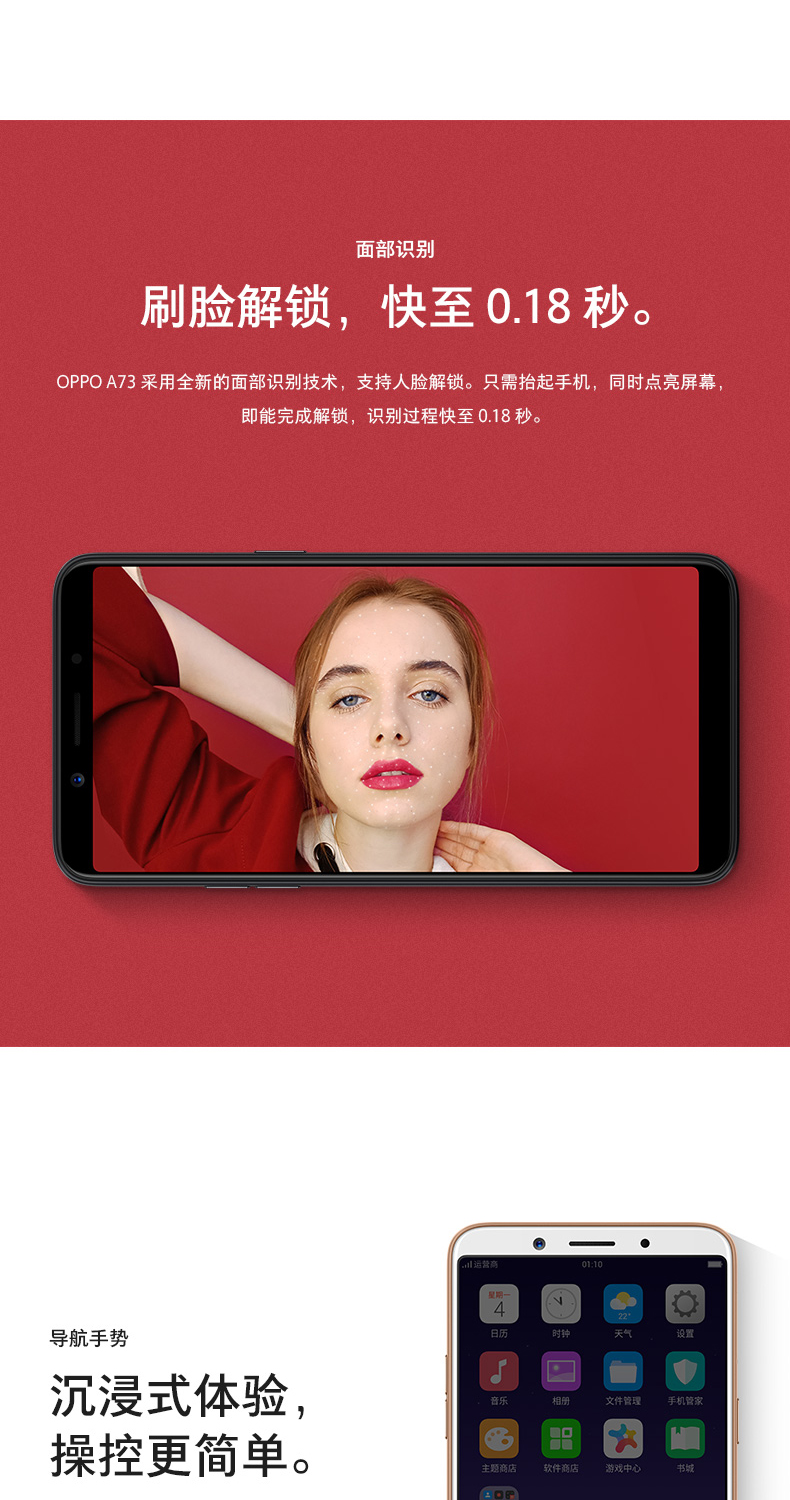 面部识别
刷脸解锁，快至 0.18 秒。
OPPO A73 采用全新的面部识别技术，支持人脸解锁。只需抬起手机，同时点亮屏幕，
即能完成解锁，识别过程快至 0.18 秒。
导航手势
沉浸式体验，
操控更简单。
运营商 01:10
星期一
4
22°
日历 时钟 天气 设置
音乐 相册 文件管理 手机管家
主题商店 软件商店 游戏中心 书城